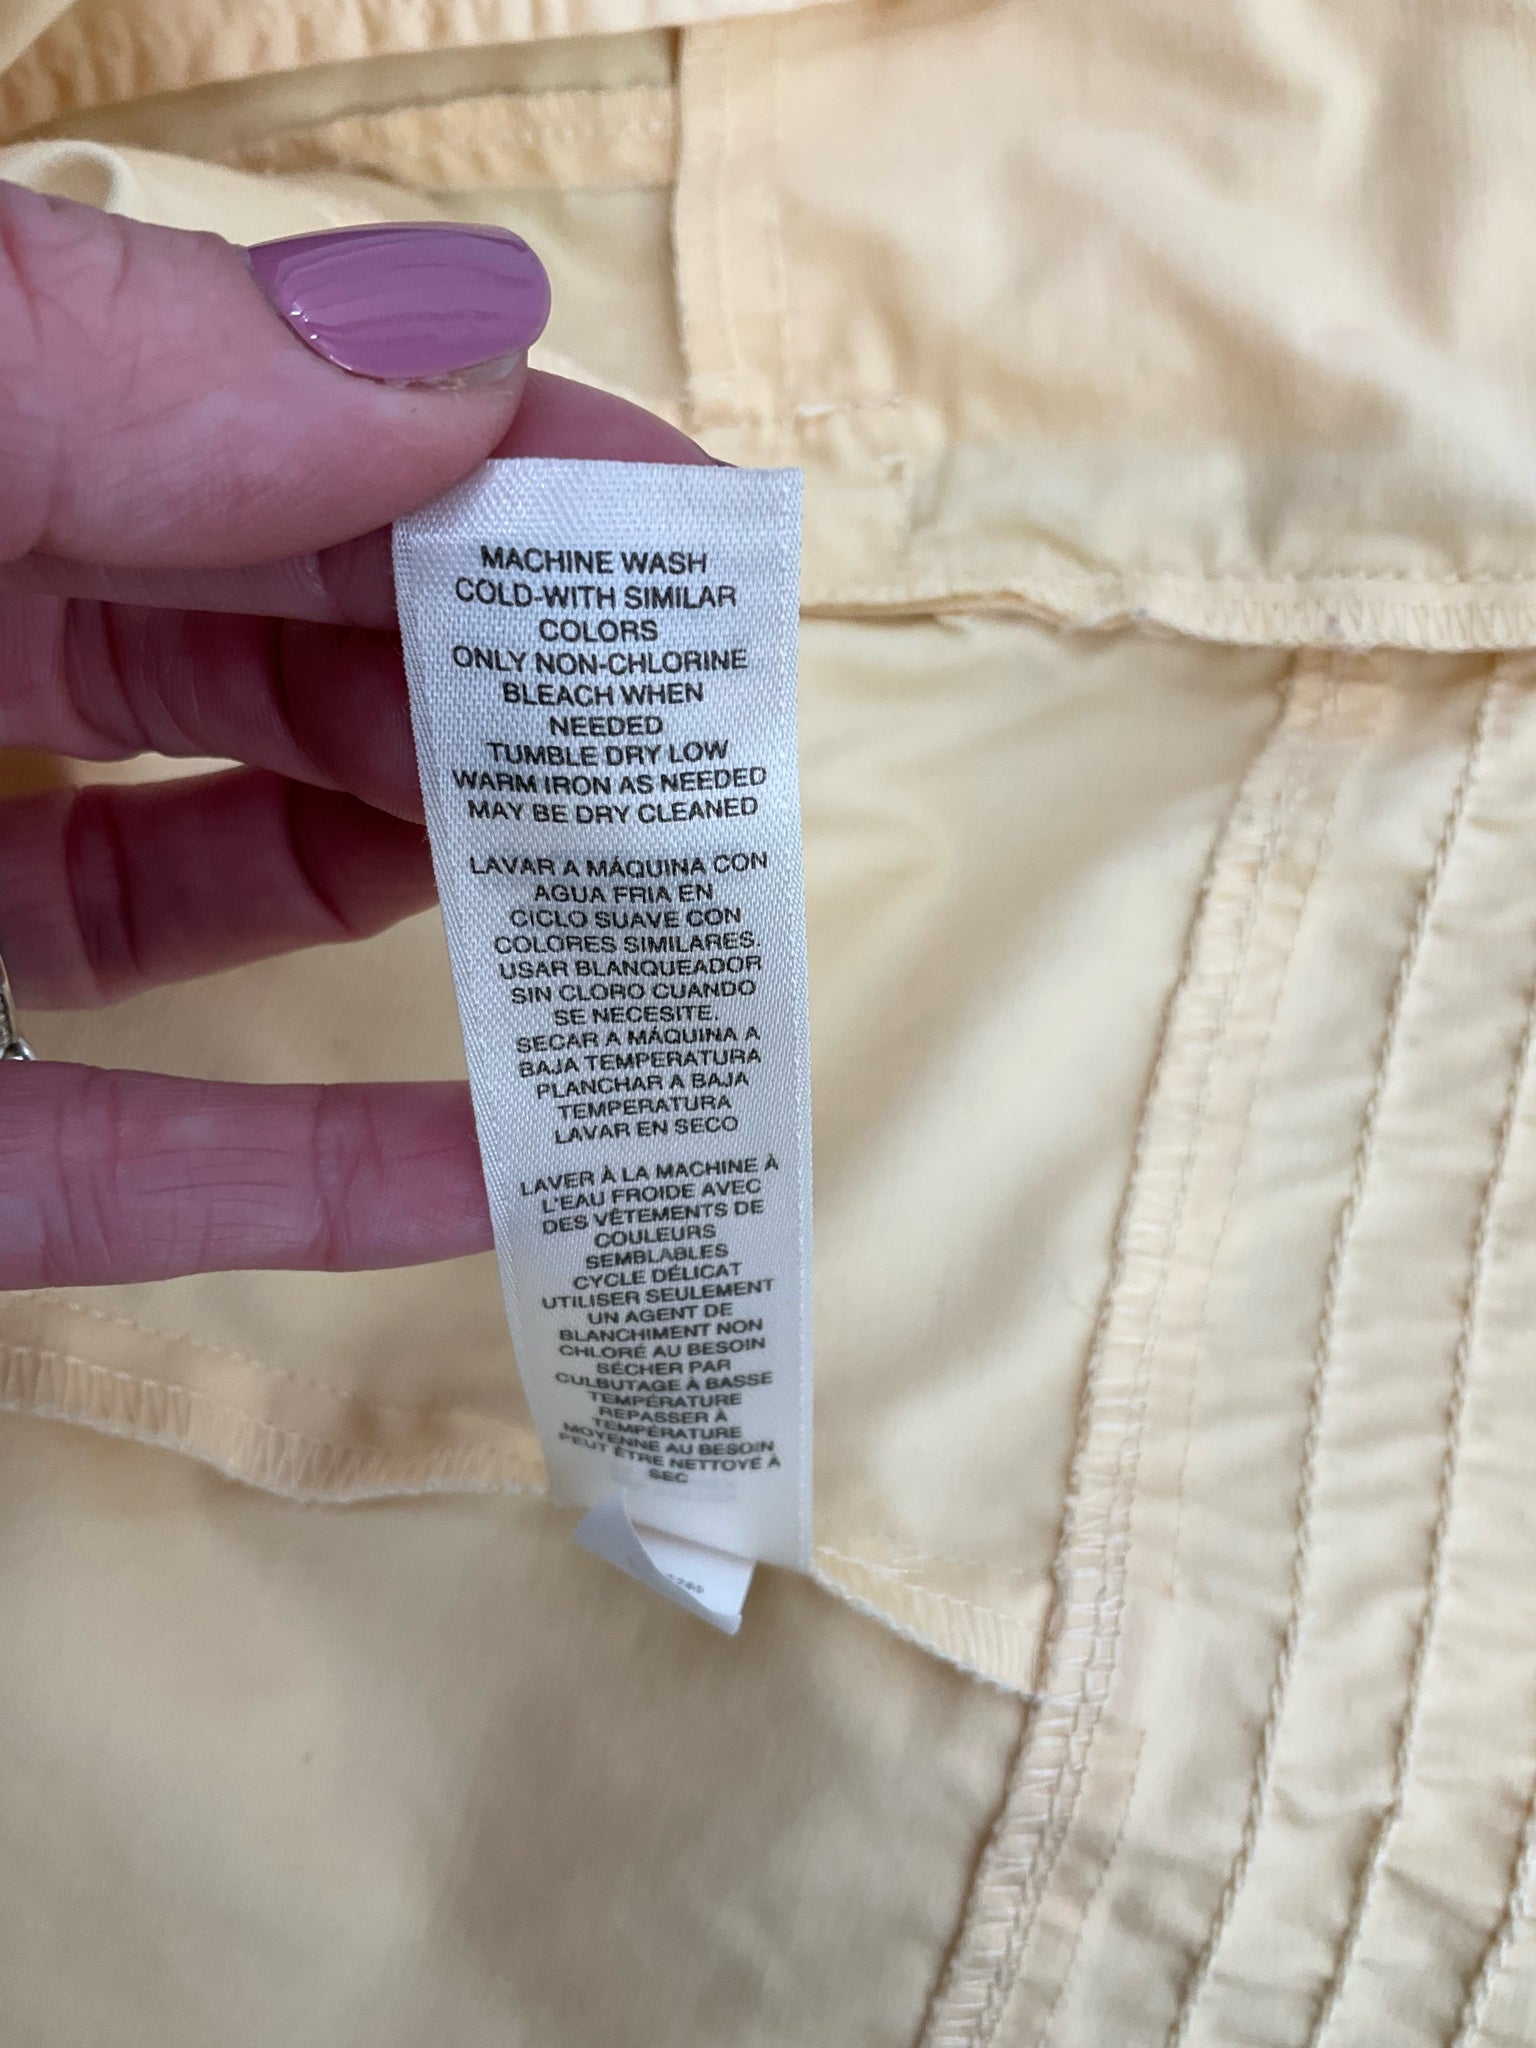 MACHINE WASH
COLD-WITH SIMILAR
COLORS
ONLY NON-CHLORINE
BLEACH WHEN
NEEDED
TUMBLE DRY LOW
WARM IRON AS NEEDED
MAY BE DRY CLEANED
LAVAR A MÁQUINA CON
AGUA FRIA EN
CICLO SUAVE CON
COLORES SIMILARES.
USAR BLANQUEADOR
SIN CLORO CUANDO
SE NECESITE.
SECAR A MÁQUINA A
BAJA TEMPERATURA
PLANCHAR A BAJA
TEMPERATURA
LAVAR EN SECO
LAVER À LA MACHINE À
L'EAU FROIDE AVEC
DES VÊTEMENTS DE
COULEURS
SEMBLABLES
CYCLE DÉLICAT
UTILISER SEULEMENT
UN AGENT DE
BLANCHIMENT NON
CHLORÉ AU BESOIN
SÉCHER PAR
CULBUTAGE À BASSE
TEMPÉRATURE
REPASSER À
TEMPÉRATURE
MOYENNE AU BESOIN
PEUT ÊTRE NETTOYÉ À
SEC